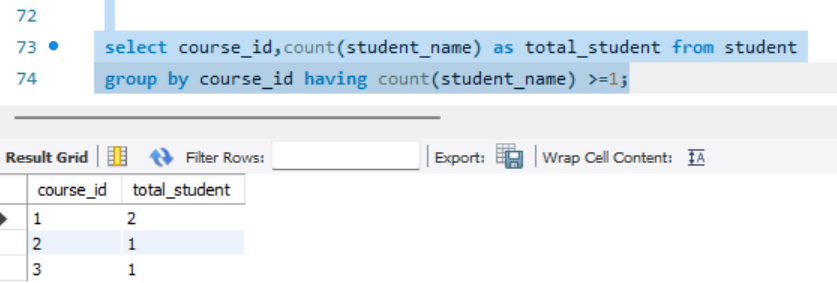 72
73 select course_id,count(student_name) as total_student from student
74 group by course_id having count(student_name) >=1;
Result Grid Filter Rows: Export: Wrap Cell Content: IA
course_id total_student
1 2
2 1
3 1